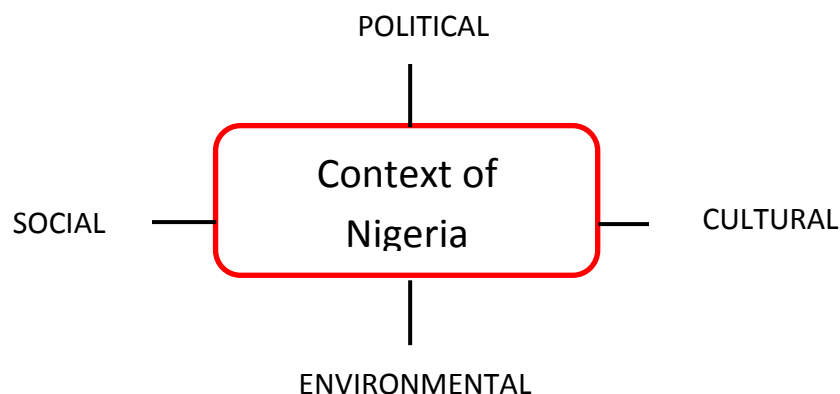 POLITICAL
Context of
Nigeria
SOCIAL
CULTURAL
ENVIRONMENTAL